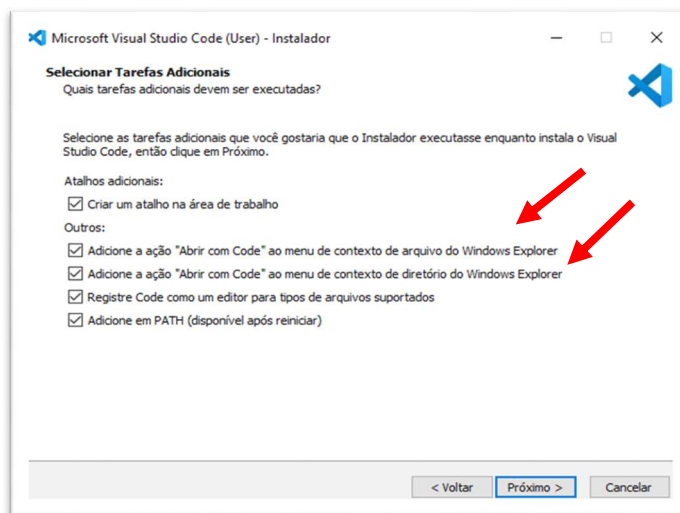 Microsoft Visual Studio Code (User) - Instalador
Selecionar Tarefas Adicionais
Quais tarefas adicionais devem ser executadas?
Selecione as tarefas adicionais que você gostaria que o Instalador executasse enquanto instala o Visual
Studio Code, então clique em Próximo.
Atalhos adicionais:
Criar um atalho na área de trabalho
Outros:
Adicione a ação "Abrir com Code" ao menu de contexto de arquivo do Windows Explorer
Adicione a ação "Abrir com Code" ao menu de contexto de diretório do Windows Explorer
Registre Code como um editor para tipos de arquivos suportados
Adicione em PATH (disponível após reiniciar)
< Voltar Próximo > Cancelar